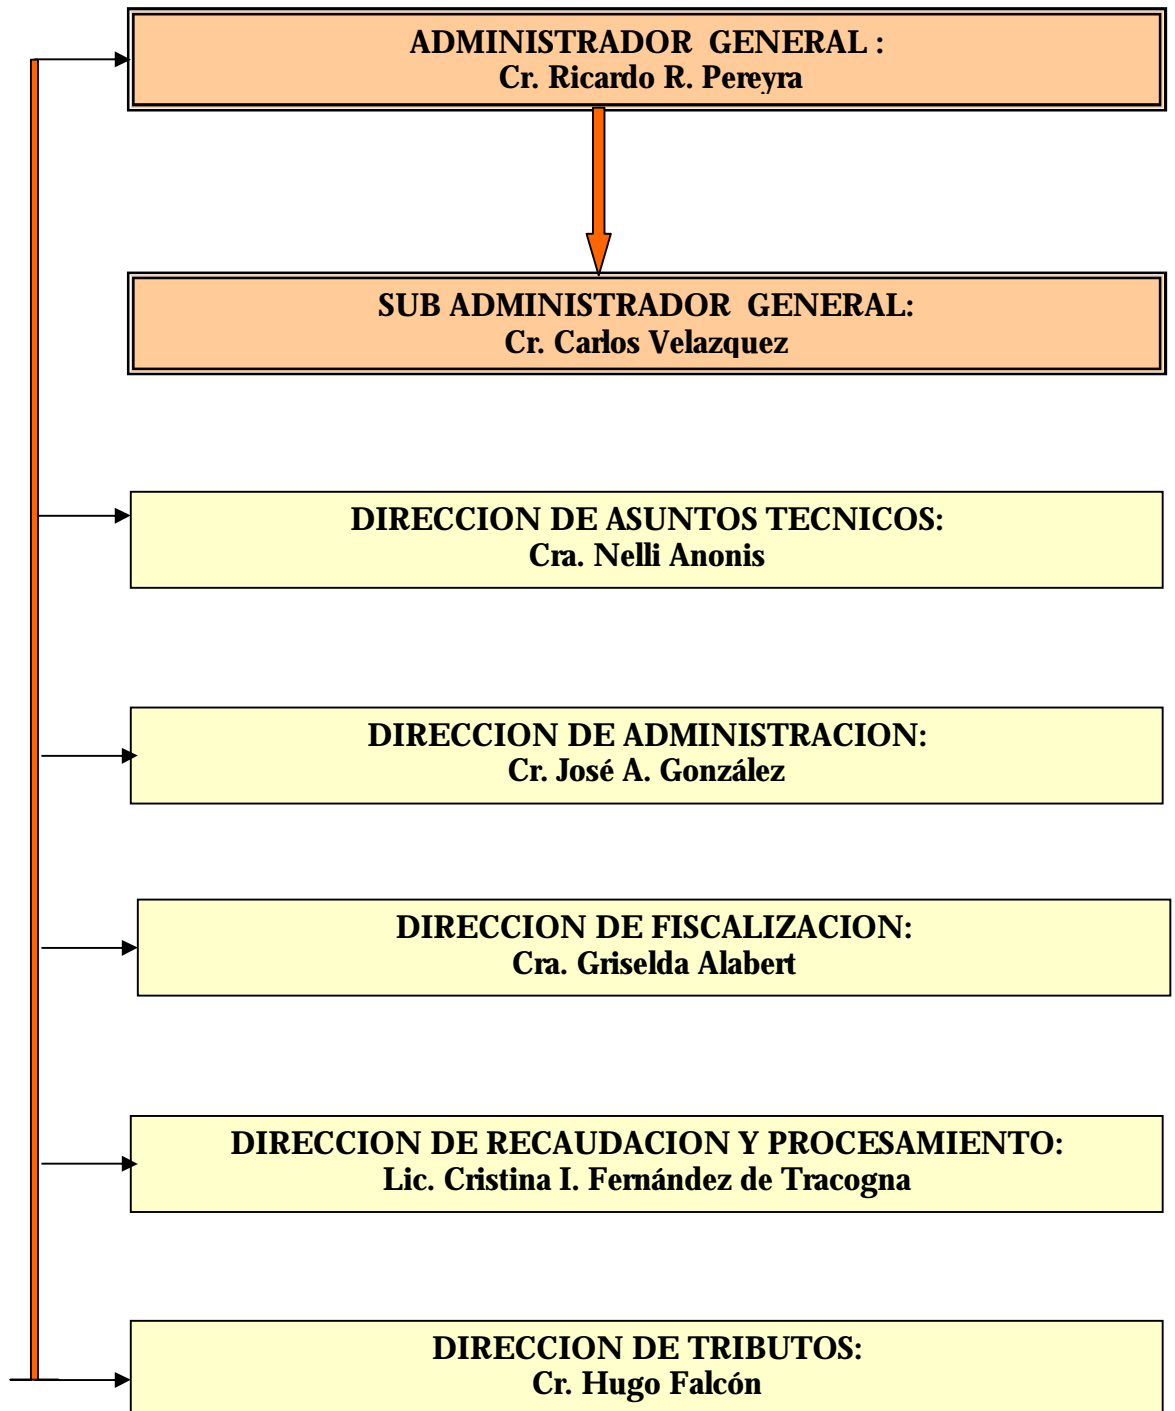 ADMINISTRADOR GENERAL :
Cr. Ricardo R. Pereyra
SUB ADMINISTRADOR GENERAL:
Cr. Carlos Velazquez
DIRECCION DE ASUNTOS TECNICOS:
Cra. Nelli Anonis
DIRECCION DE ADMINISTRACION:
Cr. José A. González
DIRECCION DE FISCALIZACION:
Cra. Griselda Alabert
DIRECCION DE RECAUDACION Y PROCESAMIENTO:
Lic. Cristina I. Fernández de Tracogna
DIRECCION DE TRIBUTOS:
Cr. Hugo Falcón